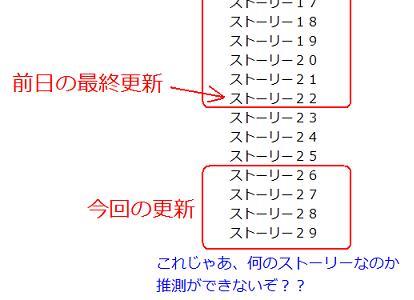 ストーリー１７
ストーリー１８
ストーリー１９
ストーリー２０
ストーリー２１
前日の最終更新
ストーリー２２
ストーリー２３
ストーリー２４
ストーリー２５
ストーリー２６
ストーリー２７
今回の更新
ストーリー２８
ストーリー２９
これじゃあ、何のストーリーなのか
推測ができないぞ？？